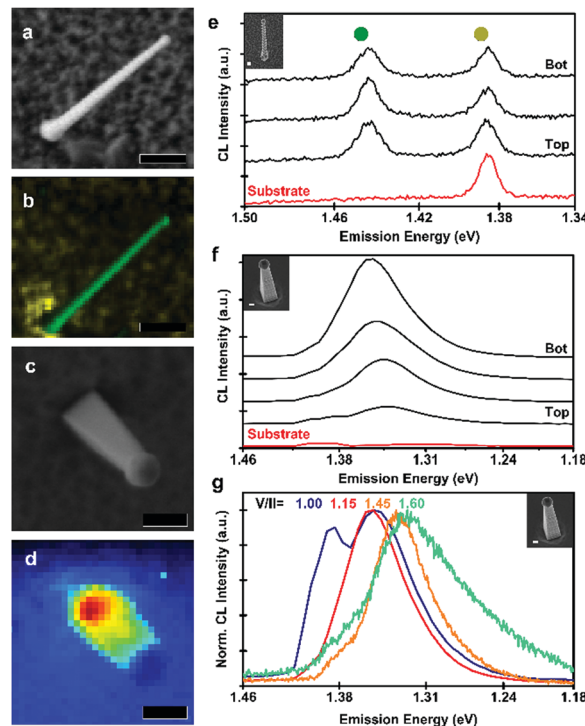 a
b
c
d
e
Bot
Top
Substrate
CL Intensity (a.u.)
1.50 1.46 1.42 1.38 1.34
Emission Energy (eV)
f
Bot
Top
Substrate
CL Intensity (a.u.)
1.46 1.38 1.31 1.24 1.18
Emission Energy (eV)
g
V/II= 1.00 1.15 1.45 1.60
Norm. CL Intensity (a.u.)
1.46 1.38 1.31 1.24 1.18
Emission Energy (eV)